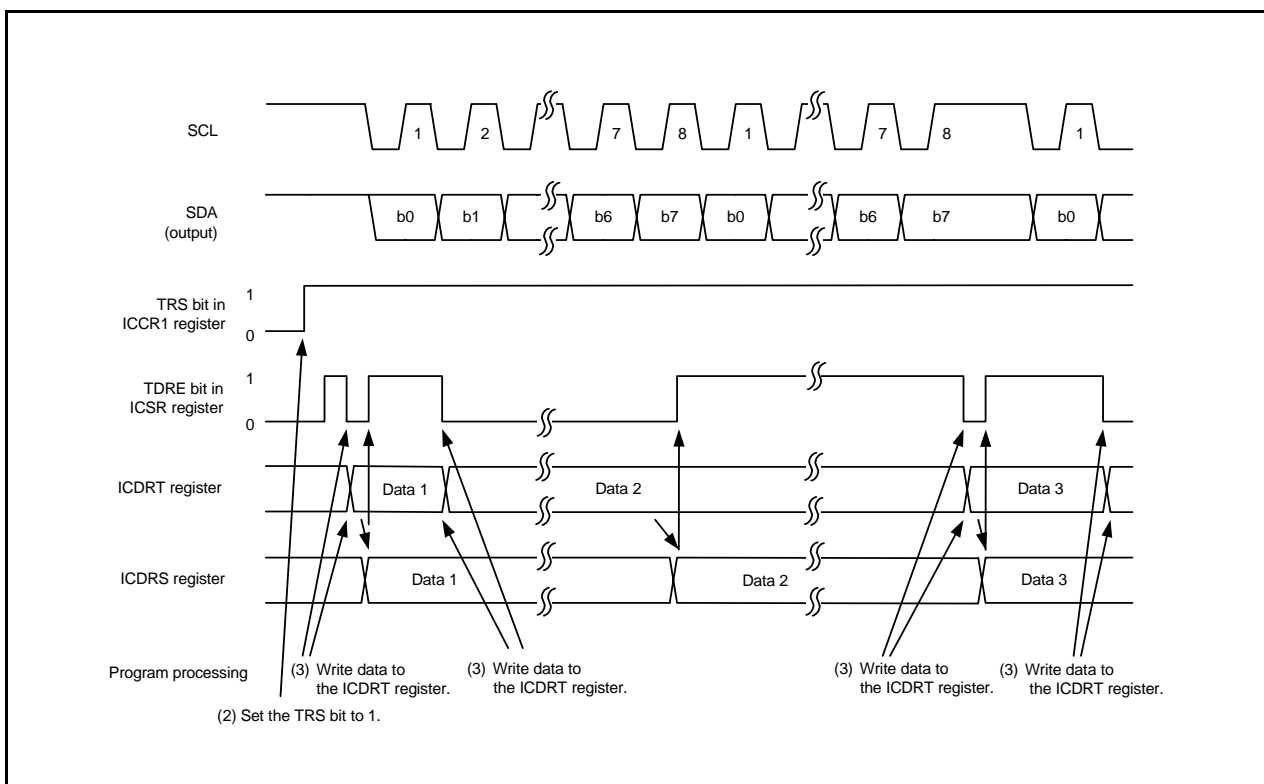 SCL
1 2 7 8 1 7 8 1
SDA
(output)
b0 b1 b6 b7 b0 b6 b7 b0
TRS bit in
ICCR1 register
1
0
TDRE bit in
ICSR register
1
0
ICDRT register
Data 1 Data 2 Data 3
ICDRS register
Data 1 Data 2 Data 3
Program processing
(3) Write data to
the ICDRT register.
(3) Write data to
the ICDRT register.
(3) Write data to
the ICDRT register.
(3) Write data to
the ICDRT register.
(2) Set the TRS bit to 1.